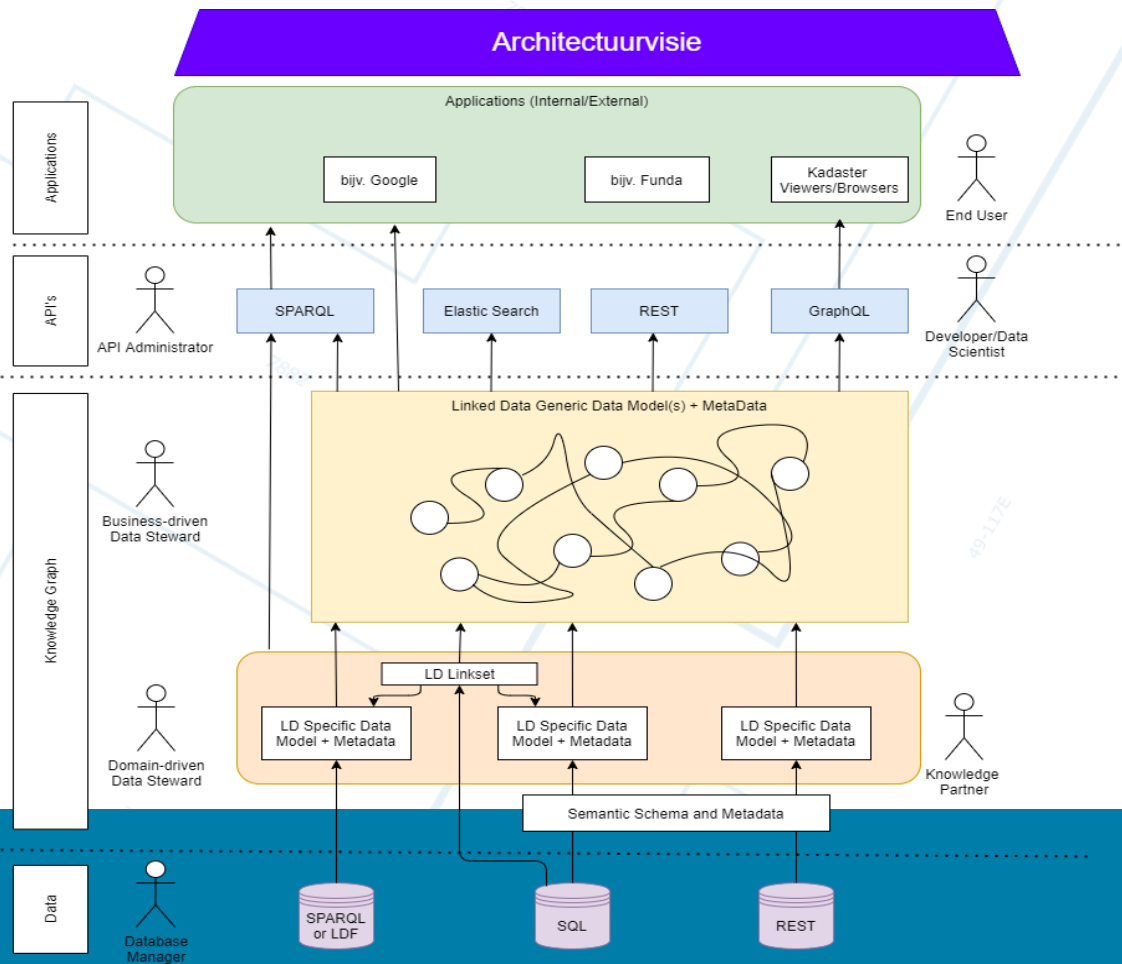 Architectuurvisie
Applications
Applications (Internal/External)
bijv. Google
bijv. Funda
Kadaster
Viewers/Browsers
End User
API's
API Administrator
SPARQL
Elastic Search
REST
GraphQL
Developer/Data
Scientist
Knowledge Graph
Linked Data Generic Data Model(s) + MetaData
Business-driven
Data Steward
49-117E
LD Linkset
LD Specific Data
Model + Metadata
LD Specific Data
Model + Metadata
LD Specific Data
Model + Metadata
Domain-driven
Data Steward
Knowledge
Partner
Semantic Schema and Metadata
Data
Database
Manager
SPARQL
or LDF
SQL
REST